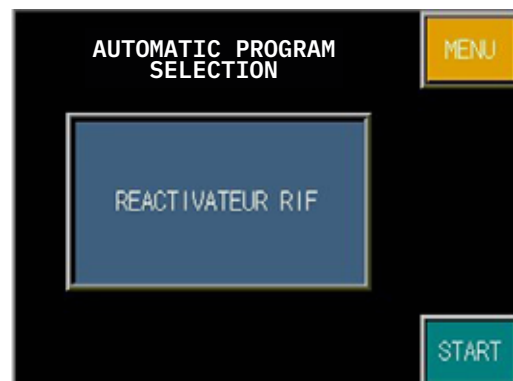 AUTOMATIC PROGRAM
SELECTION
MENU
REACTIVATEUR RIF
START